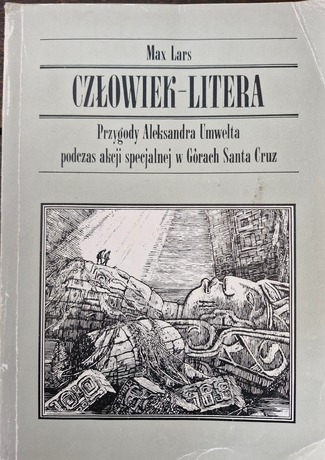 Max Lars
CZŁOWIEK-LITERA
Przygody Aleksandra Umwelta
podczas akcji specjalnej w Górach Santa Cruz